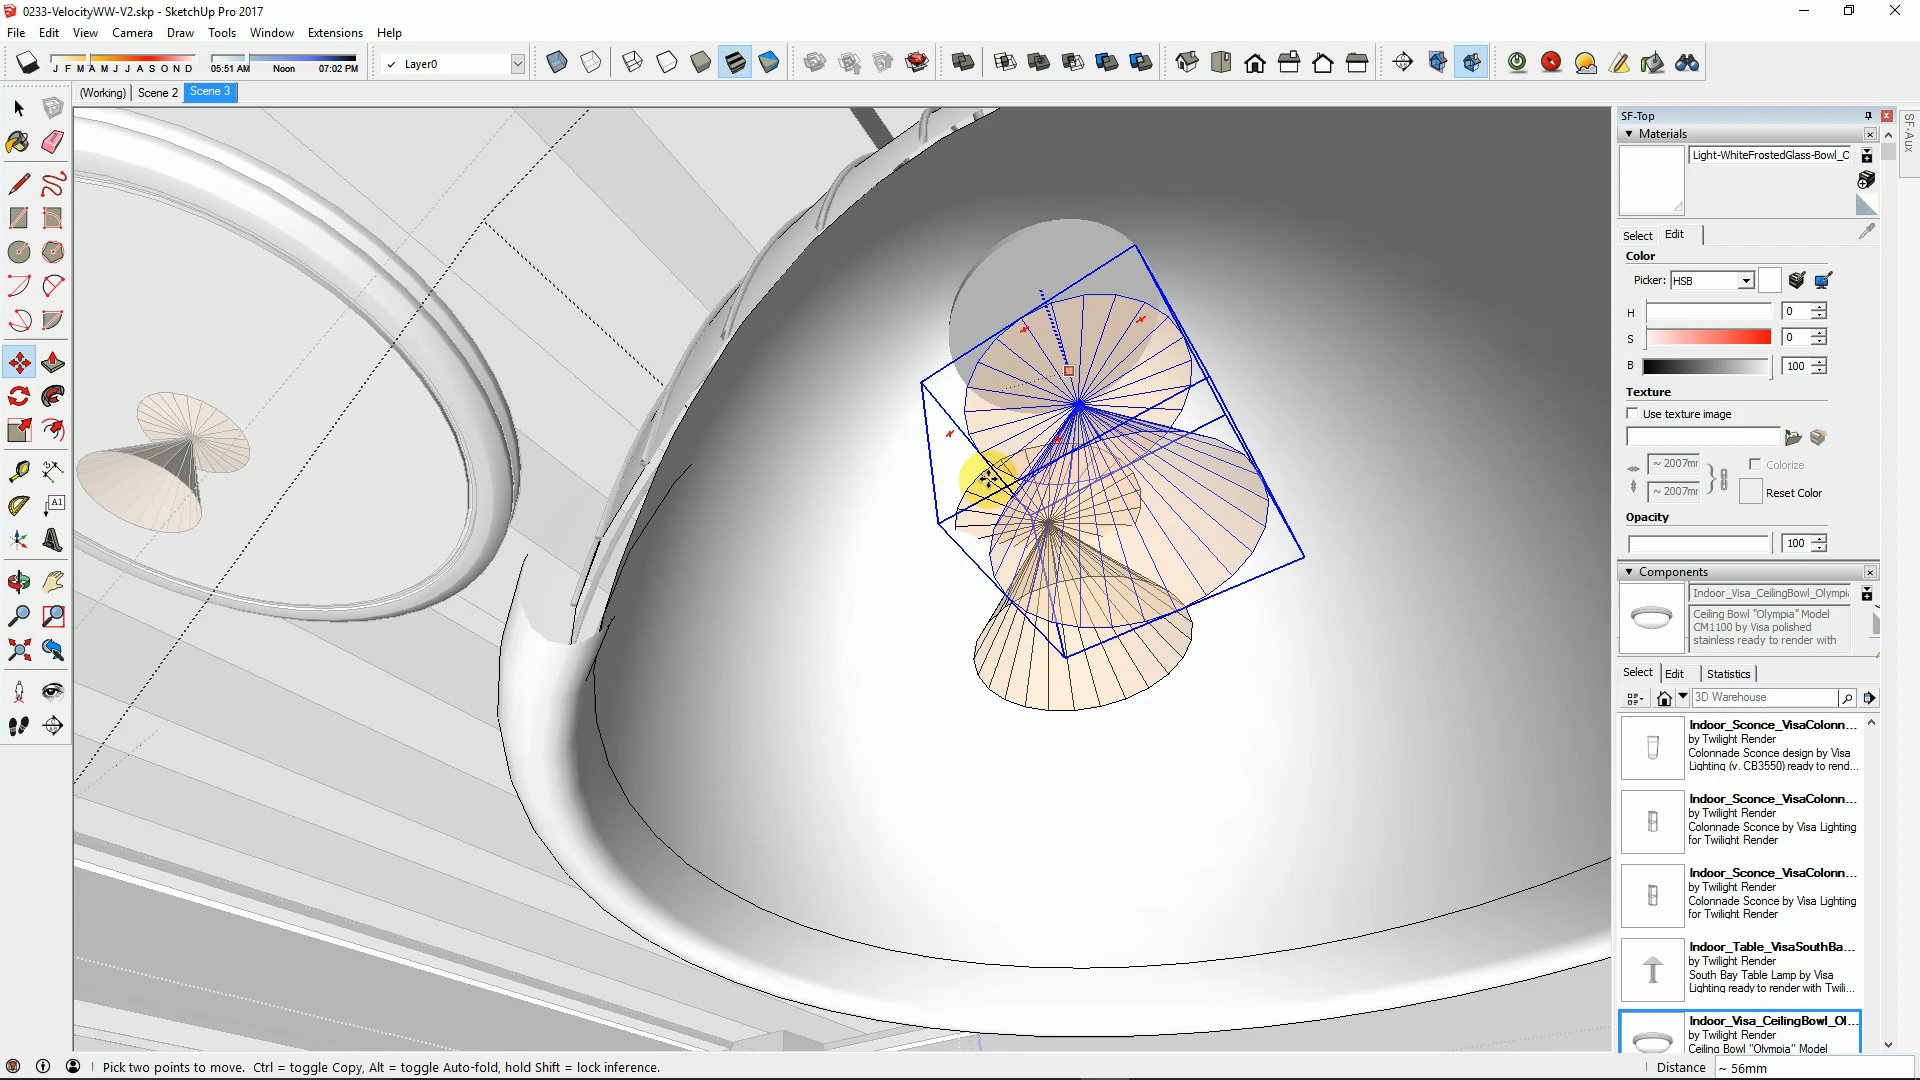 0233-VelocityWW-V2.skp - SketchUp Pro 2017
File Edit View Camera Draw Tools Window Extensions Help
J F M A M J J A S O N D
05:51 AM Noon 07:02 PM
Layer0
(Working) Scene 2 Scene 3
SF-Top
SF-Aux
Materials
Light-WhiteFrostedGlass-Bowl_C
Select Edit
Color
Picker: HSB
H 0
S 0
B 100
Texture
Use texture image
~ 2007mr
Colorize
~ 2007mr
Reset Color
Opacity
100
A1
Components
Indoor_Visa_CeilingBowl_Olympi
Ceiling Bowl "Olympia" Model
CM1100 by Visa polished
stainless ready to render with
Select Edit Statistics
3D Warehouse
Indoor_Sconce_VisaColonn...
by Twilight Render
Colonnade Sconce design by Visa
Lighting (v. CB3550) ready to rend...
Indoor_Sconce_VisaColonn...
by Twilight Render
Colonnade Sconce by Visa Lighting
for Twilight Render
Indoor_Sconce_VisaColonn...
by Twilight Render
Colonnade Sconce by Visa Lighting
for Twilight Render
Indoor_Table_VisaSouthBa...
by Twilight Render
South Bay Table Lamp by Visa
Lighting ready to render with Twili...
Indoor_Visa_CeilingBowl_Ol...
by Twilight Render
Ceiling Bowl "Olympia" Model
Pick two points to move. Ctrl = toggle Copy, Alt = toggle Auto-fold, hold Shift = lock inference.
Distance ~ 56mm